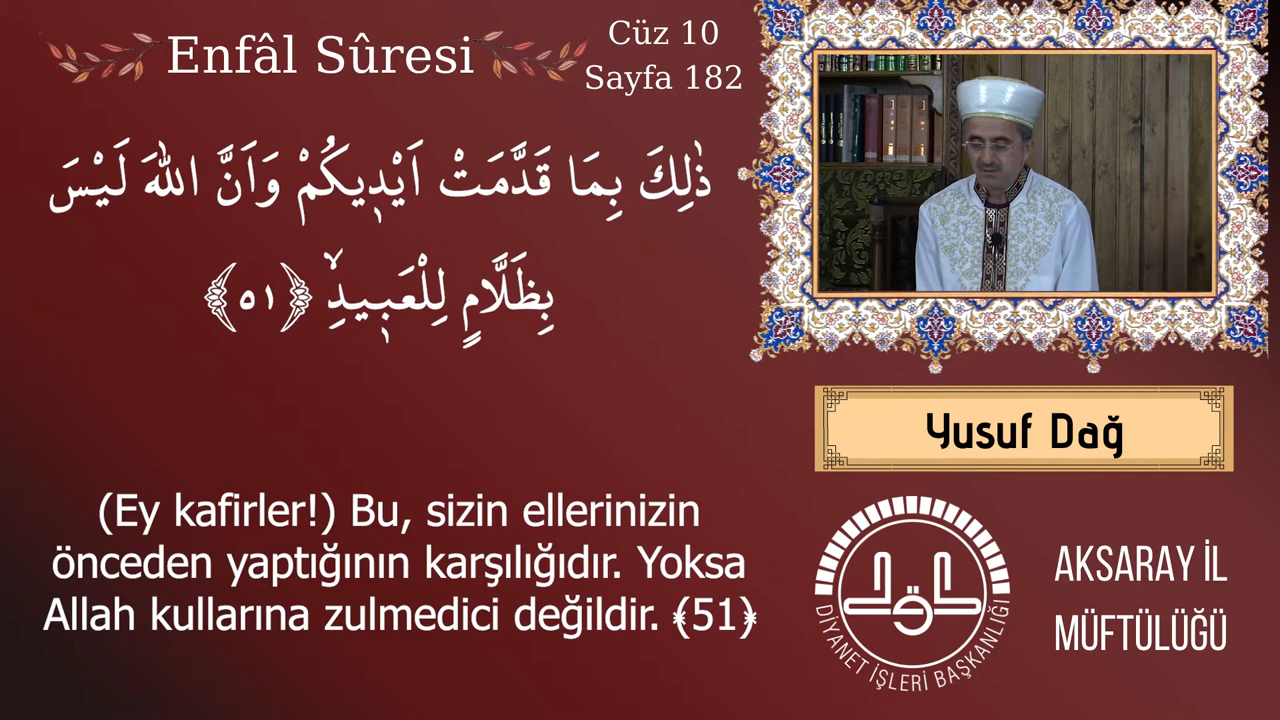 Enfâl Sûresi
Cüz 10
Sayfa 182
ذٰلِكَ بِمَا قَدَّمَتْ اَيْد۪يكُمْ وَاَنَّ اللّٰهَ لَيْسَ
بِظَلَّامٍ لِلْعَب۪يدِۙ ﴿٥١﴾
(Ey kafirler!) Bu, sizin ellerinizin
önceden yaptığının karşılığıdır. Yoksa
Allah kullarına zulmedici değildir. ﴾51﴿
Yusuf Dağ
DİYANET İŞLERİ BAŞKANLIĞI
AKSARAY İL
MÜFTÜLÜĞÜ